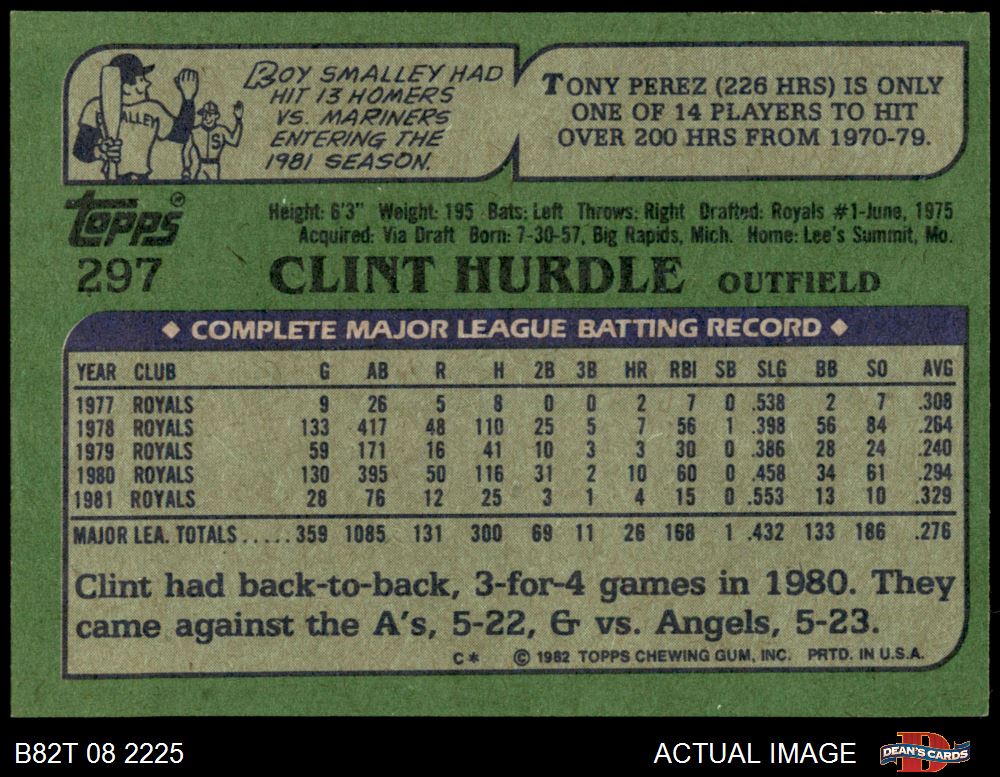 ROY SMALLEY HAD
HIT 13 HOMERS
VS. MARINERS
ENTERING THE
1981 SEASON.
ALLEY
S
TONY PEREZ (226 HRS) IS ONLY
ONE OF 14 PLAYERS TO HIT
OVER 200 HRS FROM 1970-79.
topps®
297
Height: 6'3" Weight: 195 Bats: Left Throws: Right Drafted: Royals #1-June, 1975
Acquired: Via Draft Born: 7-30-57, Big Rapids, Mich. Home: Lee's Summit, Mo.
CLINT HURDLE OUTFIELD
◆ COMPLETE MAJOR LEAGUE BATTING RECORD ◆
YEAR CLUB G AB R H 2B 3B HR RBI SB SLG BB SO AVG
1977 ROYALS 9 26 5 8 0 0 2 7 0 .538 2 7 .308
1978 ROYALS 133 417 48 110 25 5 7 56 1 .398 56 84 .264
1979 ROYALS 59 171 16 41 10 3 3 30 0 .386 28 24 .240
1980 ROYALS 130 395 50 116 31 2 10 60 0 .458 34 61 .294
1981 ROYALS 28 76 12 25 3 1 4 15 0 .553 13 10 .329
MAJOR LEA. TOTALS..... 359 1085 131 300 69 11 26 168 1 .432 133 186 .276
Clint had back-to-back, 3-for-4 games in 1980. They
came against the A's, 5-22, & vs. Angels, 5-23.
C* © 1982 TOPPS CHEWING GUM, INC. PRTD. IN U.S.A.
B82T 08 2225
ACTUAL IMAGE
D
DEAN'S CARDS